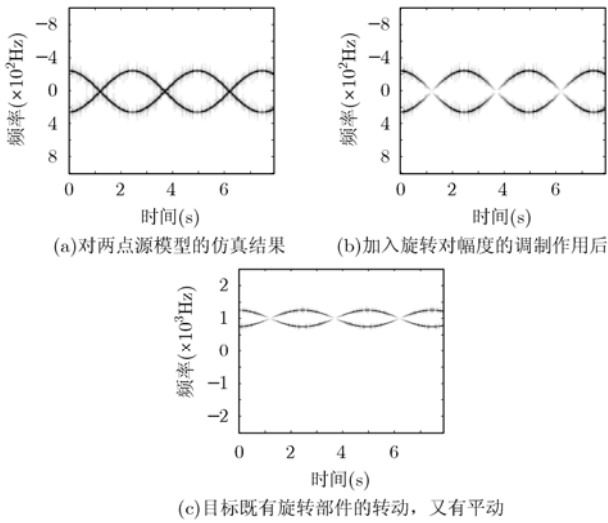 −8
−4
0
4
8
频率(×10²Hz)
0 2 4 6
时间(s)
(a)对两点源模型的仿真结果
−8
−4
0
4
8
频率(×10²Hz)
0 2 4 6
时间(s)
(b)加入旋转对幅度的调制作用后
2
1
0
−1
−2
频率(×10³Hz)
0 2 4 6
时间(s)
(c)目标既有旋转部件的转动，又有平动